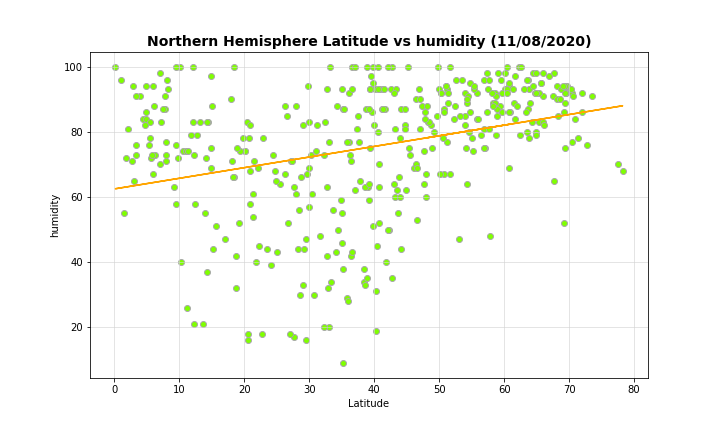 Northern Hemisphere Latitude vs humidity (11/08/2020)
100
80
60
40
20
humidity
0 10 20 30 40 50 60 70 80
Latitude